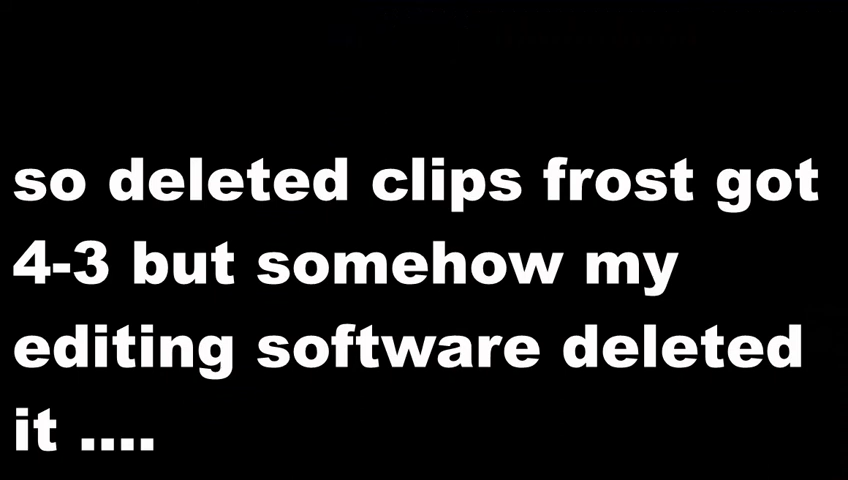 so deleted clips frost got
4-3 but somehow my
editing software deleted
it ....